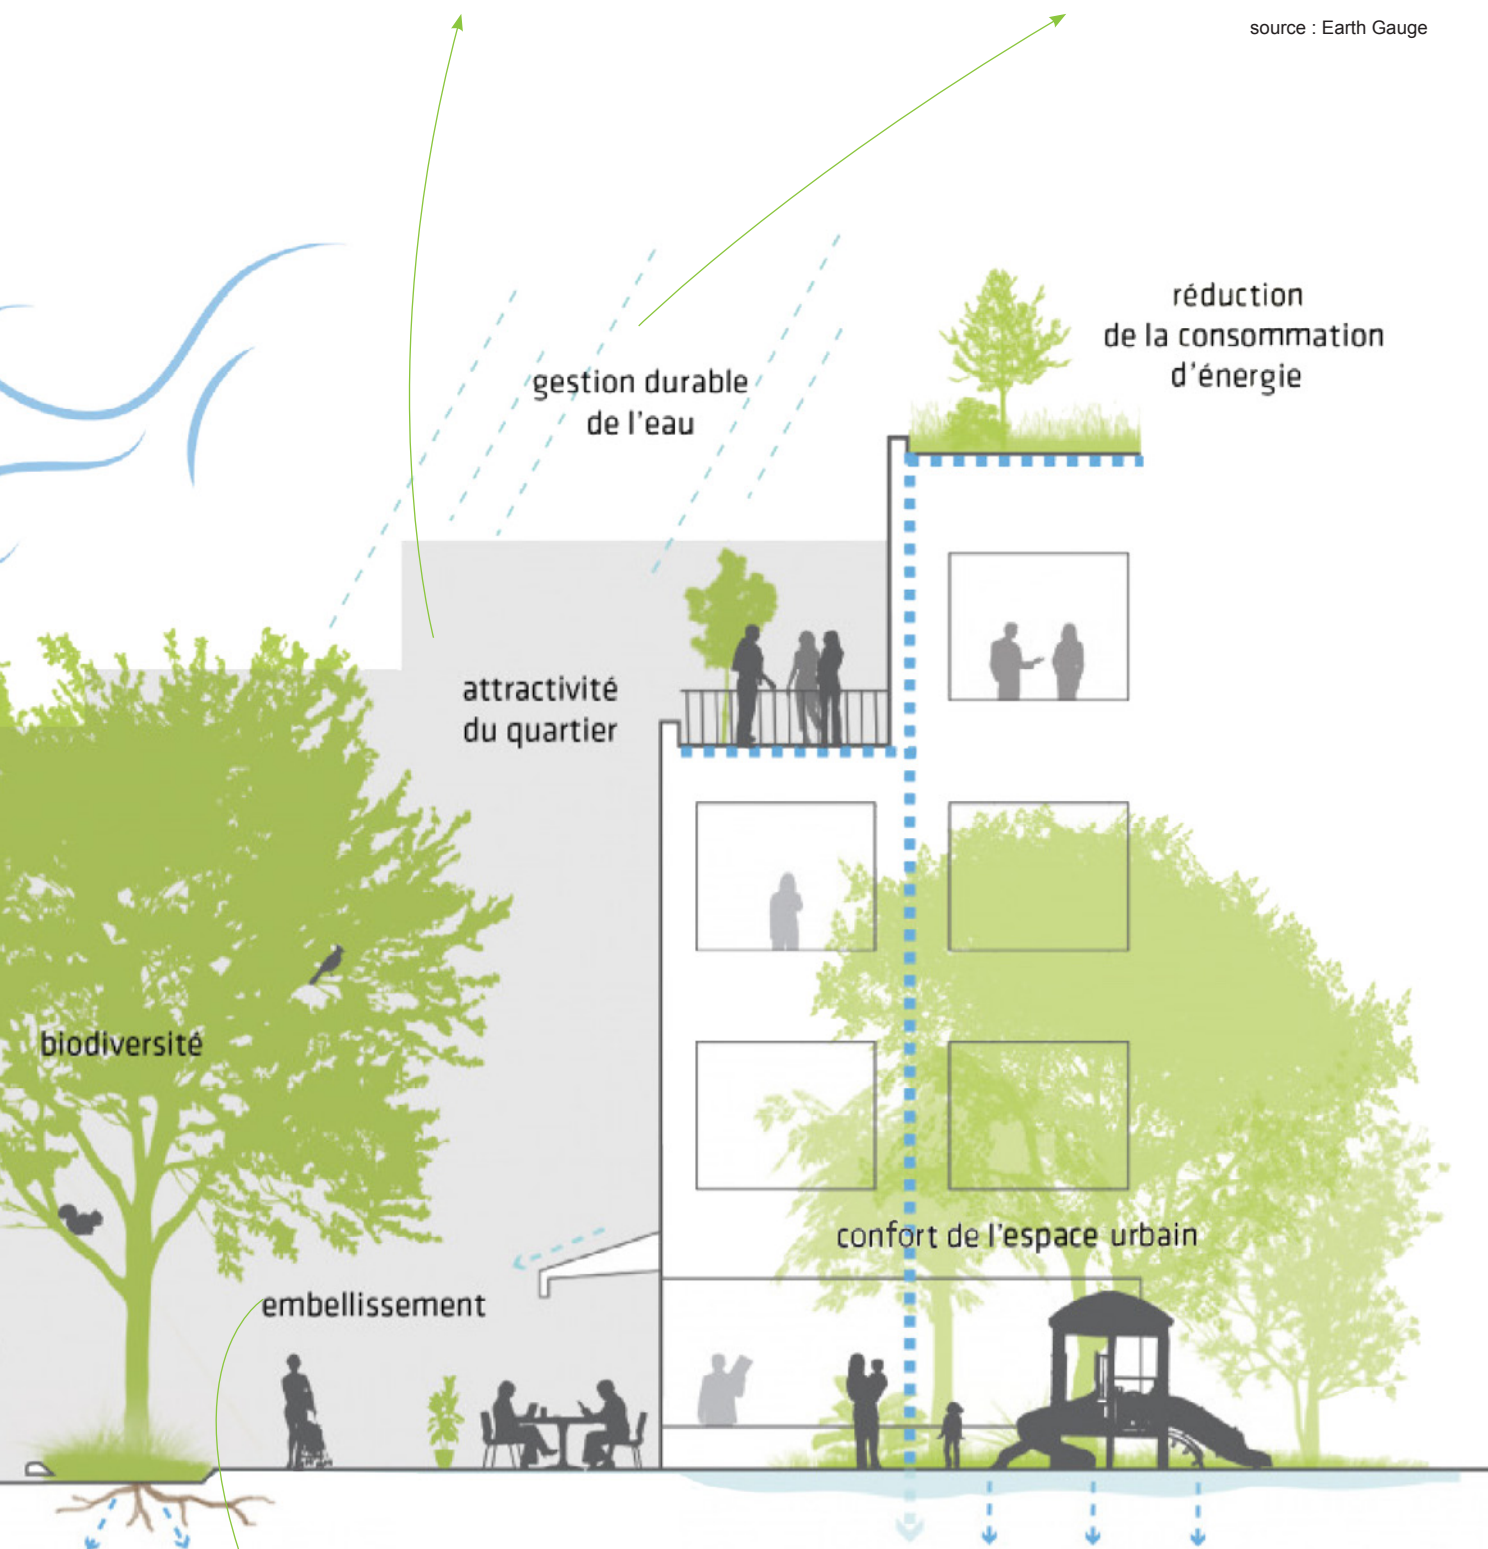 source : Earth Gauge
réduction
de la consommation
d'énergie
gestion durable
de l'eau
attractivité
du quartier
biodiversité
confort de l'espace urbain
embellissement